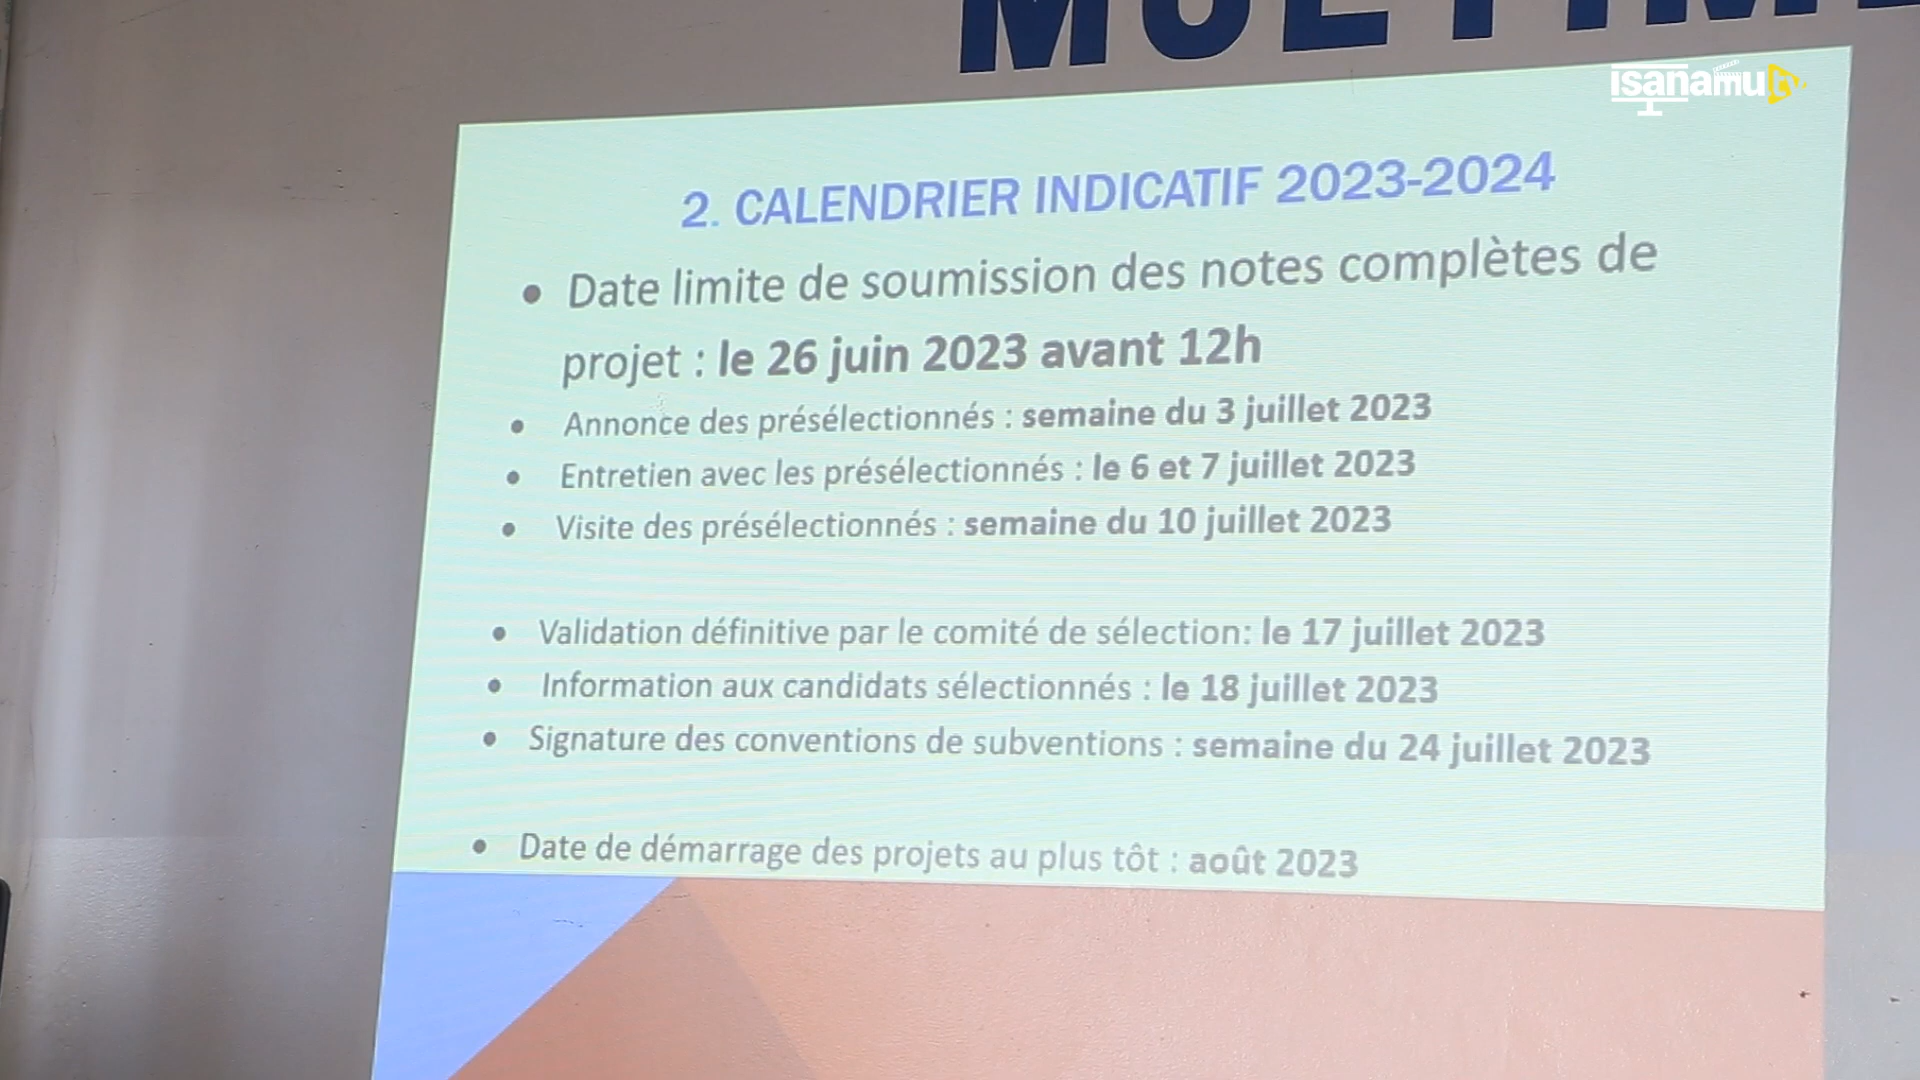 MULTIM
isanamu tv
2. CALENDRIER INDICATIF 2023-2024
• Date limite de soumission des notes complètes de
projet : le 26 juin 2023 avant 12h
• Annonce des présélectionnés : semaine du 3 juillet 2023
• Entretien avec les présélectionnés : le 6 et 7 juillet 2023
• Visite des présélectionnés : semaine du 10 juillet 2023
• Validation définitive par le comité de sélection: le 17 juillet 2023
• Information aux candidats sélectionnés : le 18 juillet 2023
• Signature des conventions de subventions : semaine du 24 juillet 2023
• Date de démarrage des projets au plus tôt : août 2023